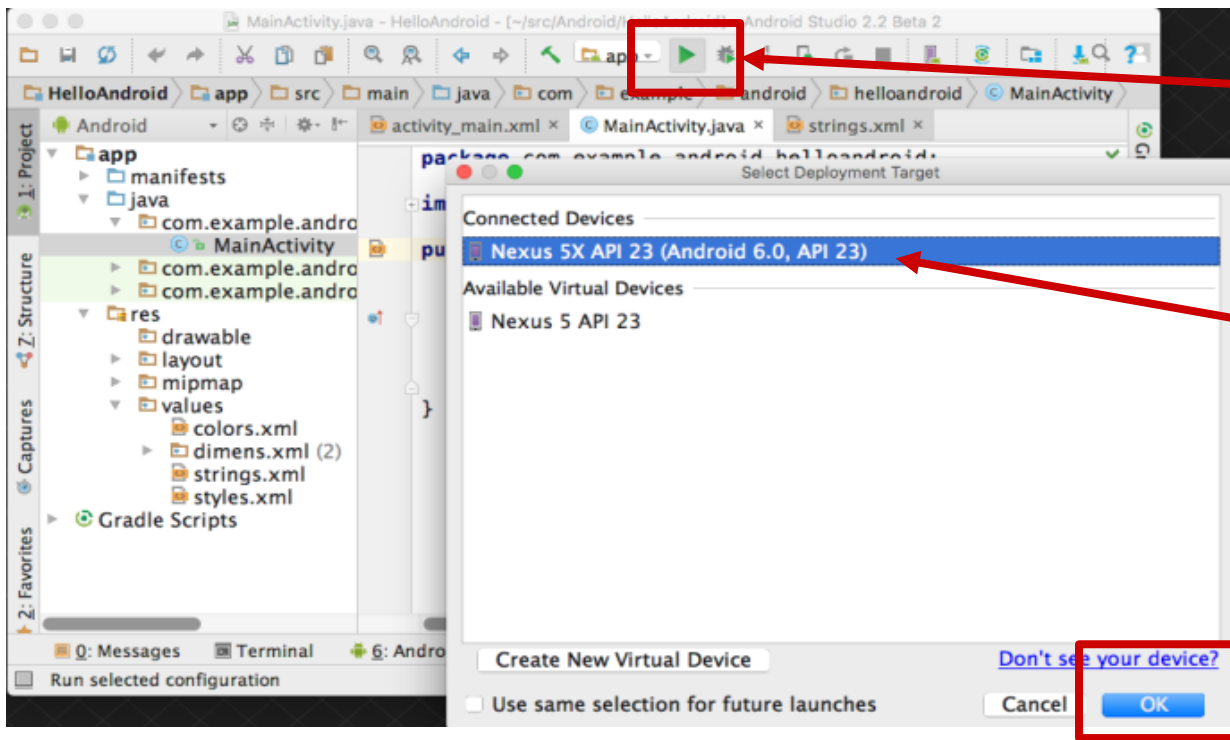 MainActivity.java - HelloAndroid - [~/src/Android/HelloAndroid] - Android Studio 2.2 Beta 2
app
HelloAndroid app src main java com example android helloandroid MainActivity
Android
activity_main.xml × MainActivity.java × strings.xml ×
1: Project
Z: Structure
Captures
2: Favorites
app
manifests
java
com.example.andro
MainActivity
com.example.andro
com.example.andro
res
drawable
layout
mipmap
values
colors.xml
dimens.xml (2)
strings.xml
styles.xml
Gradle Scripts
package com.example.android.helloandroid;
im
pu
}
Select Deployment Target
Connected Devices
Nexus 5X API 23 (Android 6.0, API 23)
Available Virtual Devices
Nexus 5 API 23
Create New Virtual Device
Don't see your device?
Use same selection for future launches
Cancel
OK
0: Messages Terminal 6: Andro
Run selected configuration